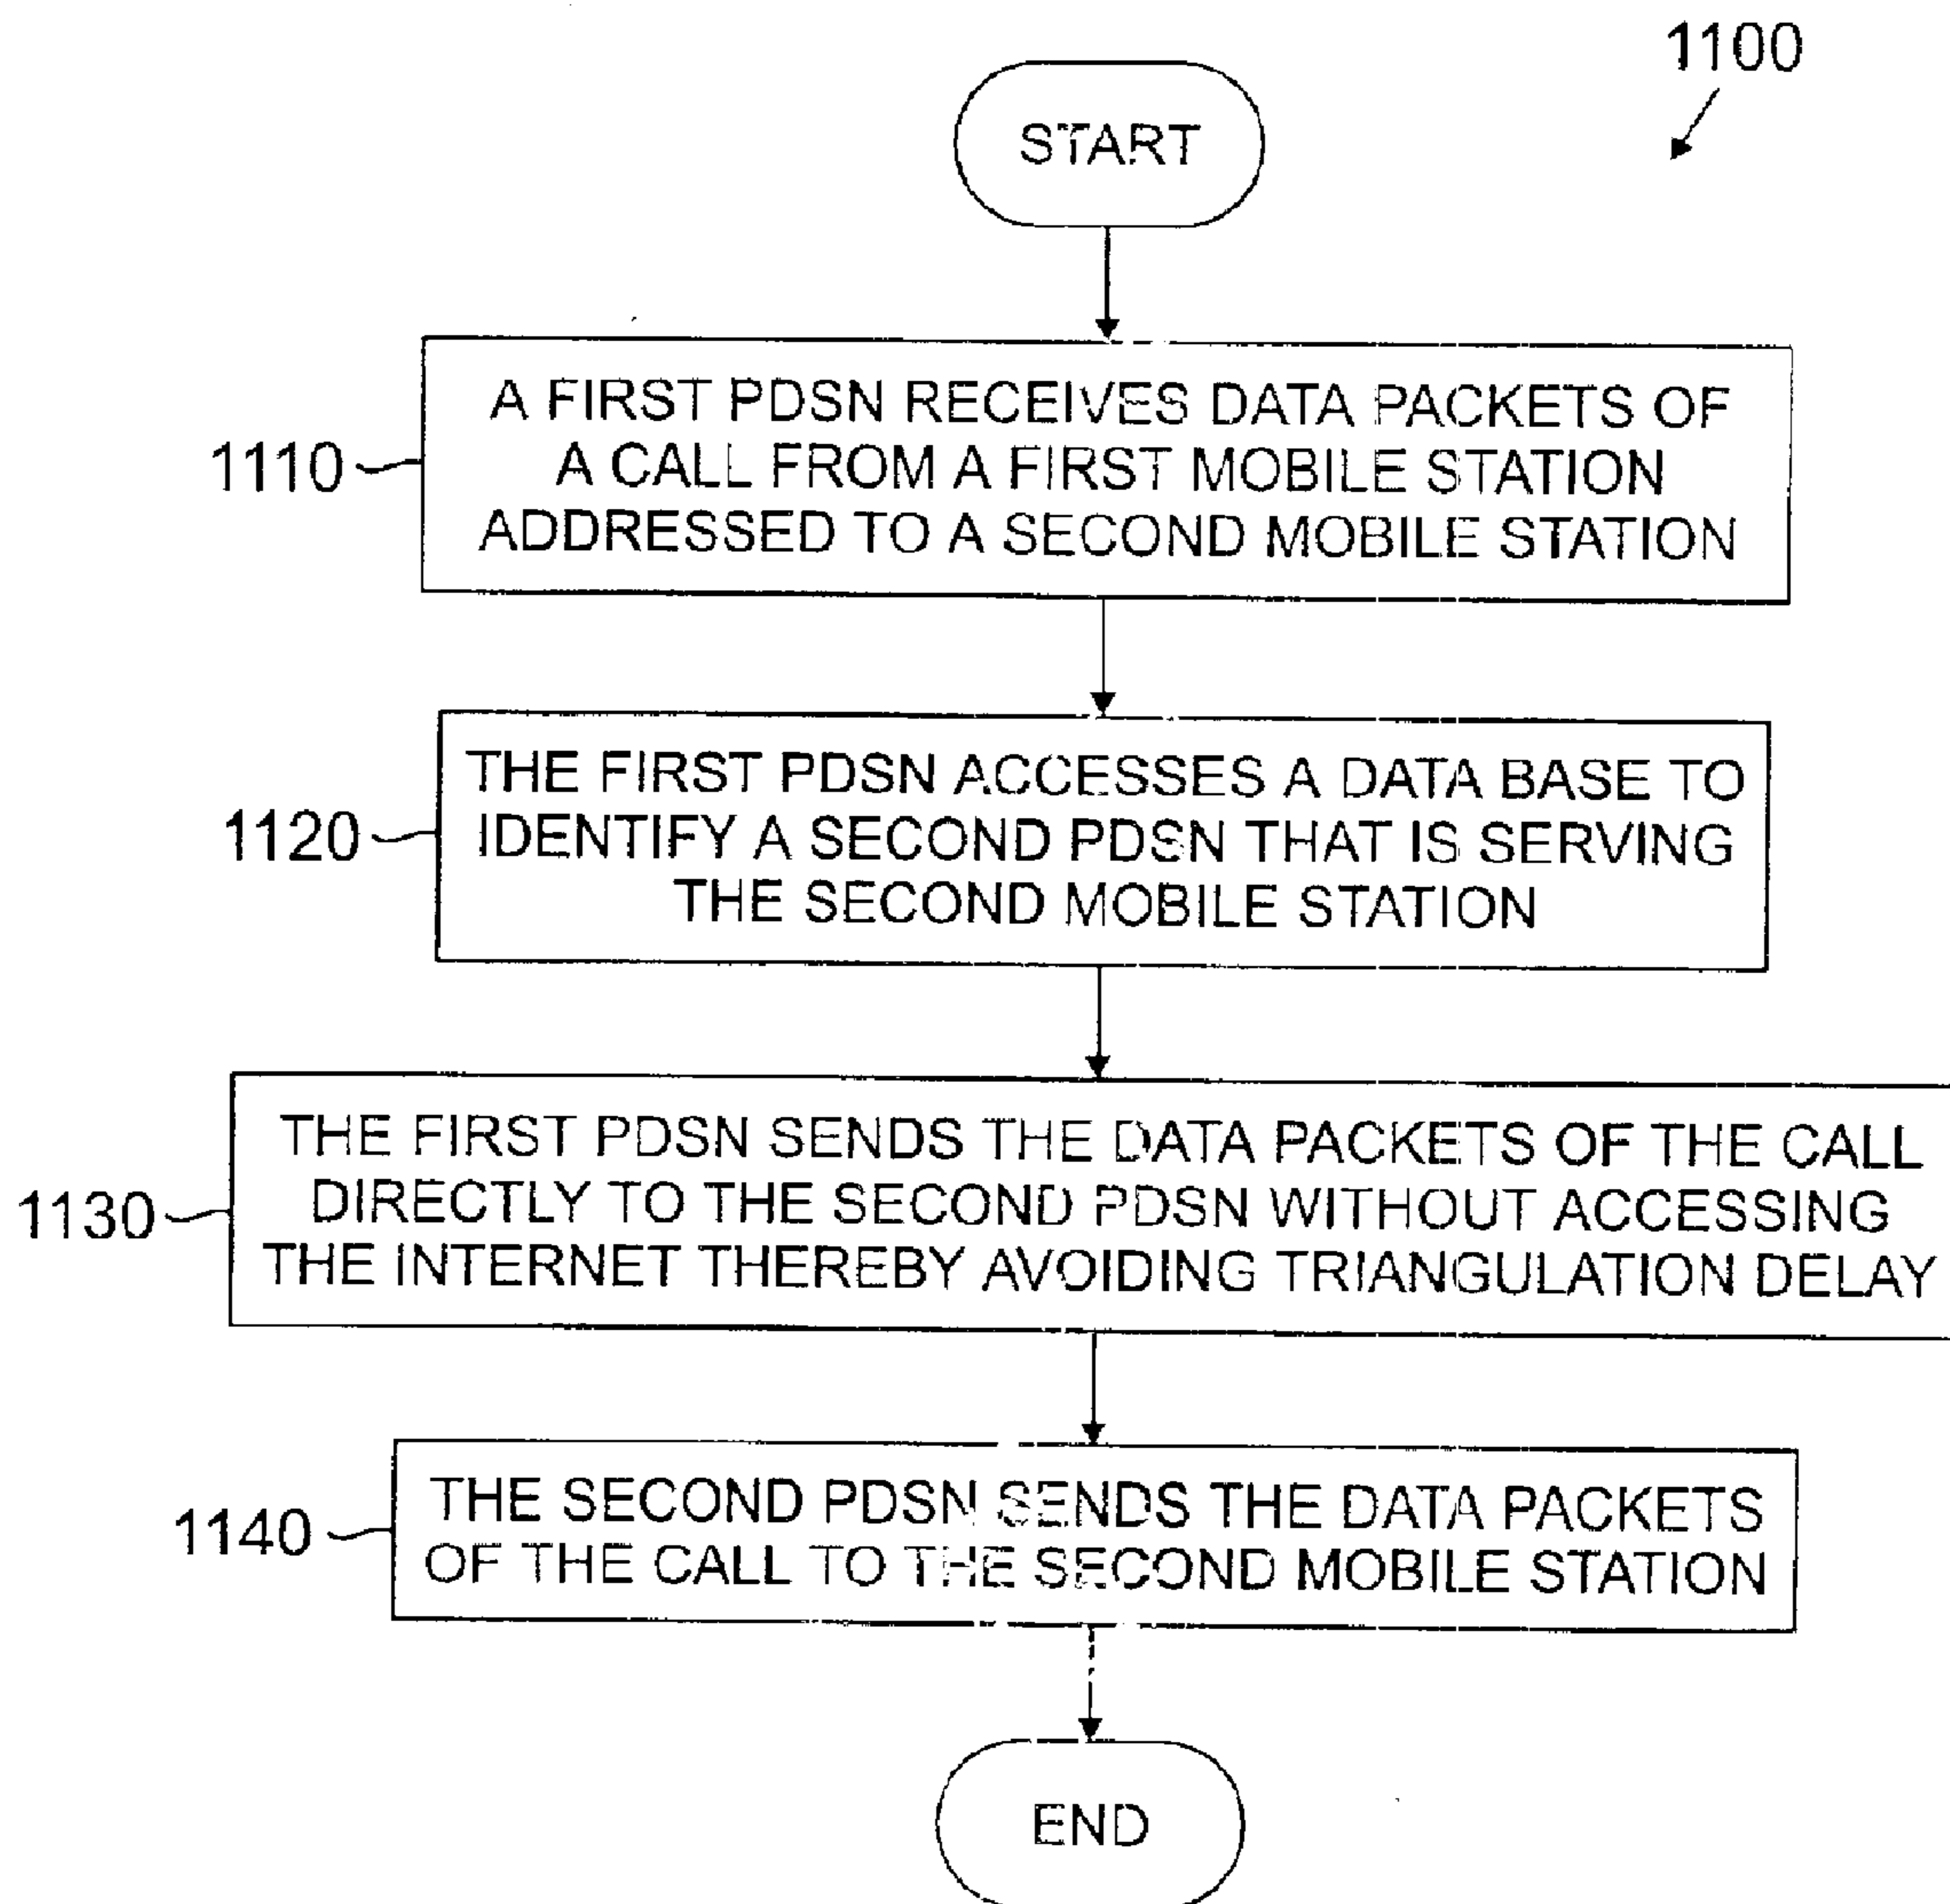 1100
START
1110
A FIRST PDSN RECEIVES DATA PACKETS OF
A CALL FROM A FIRST MOBILE STATION
ADDRESSED TO A SECOND MOBILE STATION
1120
THE FIRST PDSN ACCESSES A DATA BASE TO
IDENTIFY A SECOND PDSN THAT IS SERVING
THE SECOND MOBILE STATION
1130
THE FIRST PDSN SENDS THE DATA PACKETS OF THE CALL
DIRECTLY TO THE SECOND PDSN WITHOUT ACCESSING
THE INTERNET THEREBY AVOIDING TRIANGULATION DELAY
1140
THE SECOND PDSN SENDS THE DATA PACKETS
OF THE CALL TO THE SECOND MOBILE STATION
END